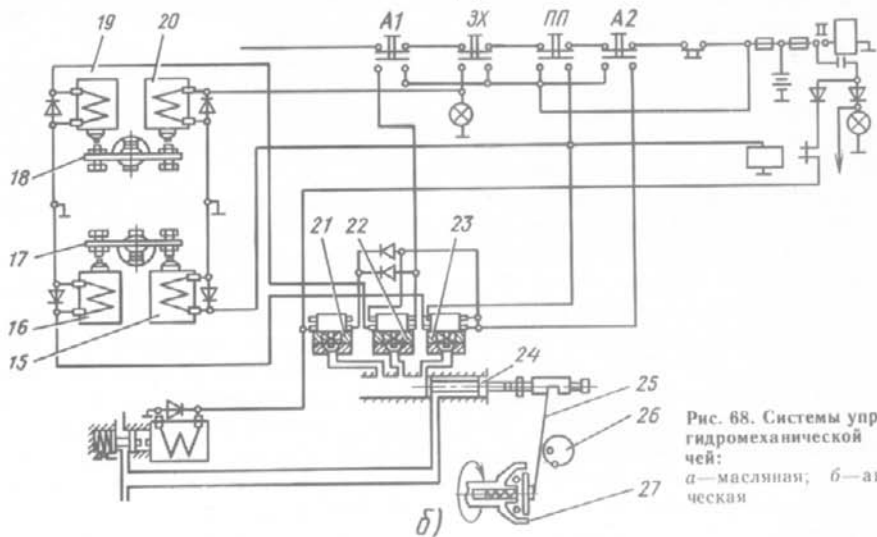 19
20
А1
ЗХ
ПП
А2
II
18
17
16
15
21
22
23
24
25
26
27
Рис. 68. Системы упр
гидромеханической
чей:
а—масляная; б—а
ческая
б)